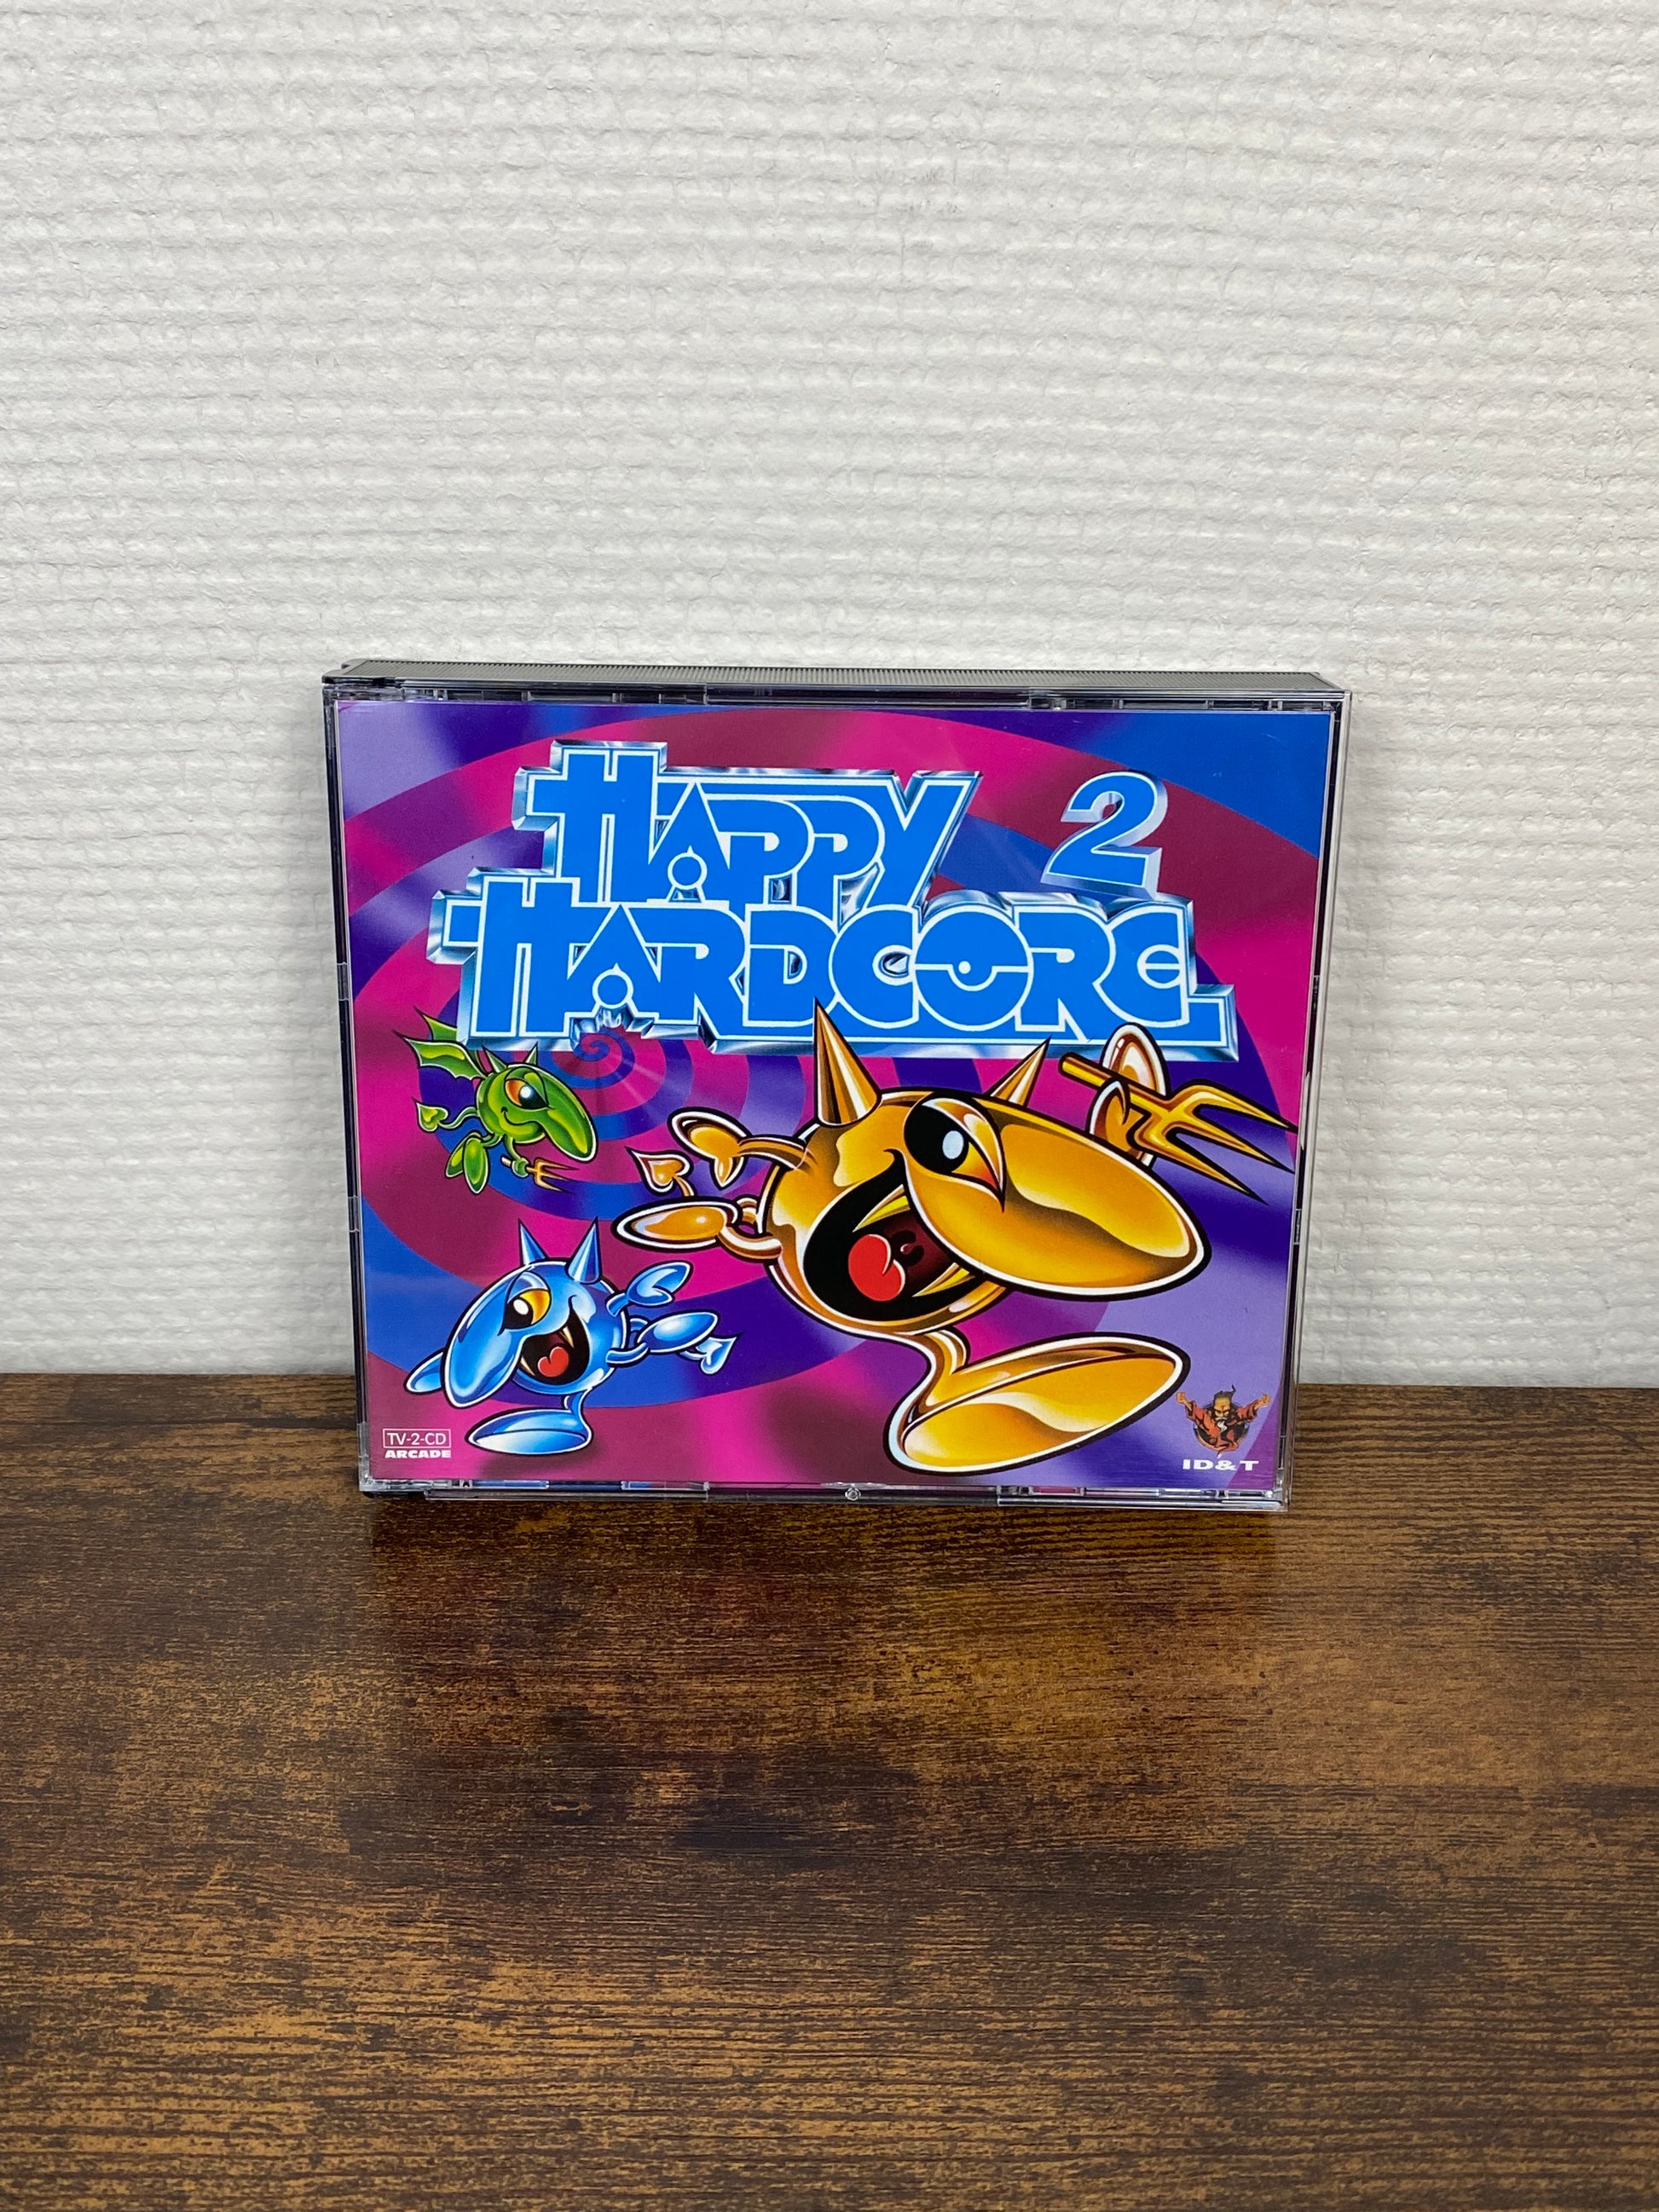 HAPPY 2
HARDCORE
TV-2-CD
ARCADE
ID&T